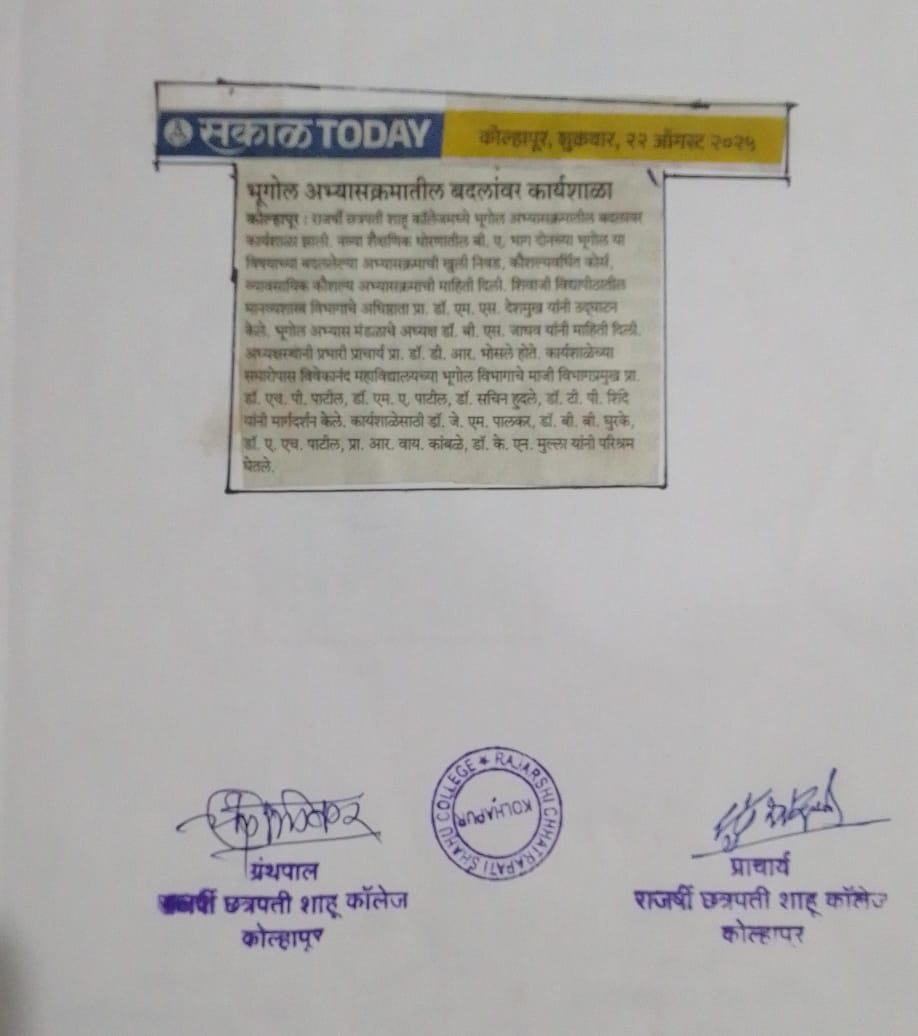 सकाळ TODAY
कोल्हापूर, शुक्रवार, २२ ऑगस्ट २०२५
भूगोल अभ्यासक्रमातील बदलांवर कार्यशाळा
कोल्हापूर : राजर्षी छत्रपती शाहू कॉलेजमध्ये भूगोल अभ्यासक्रमातील बदलांवर
कार्यशाळा झाली. नव्या शैक्षणिक धोरणातील बी. ए. भाग दोनच्या भूगोल या
विषयाच्या बदललेल्या अभ्यासक्रमाची खुली निवड, कौशल्यवर्धित कोर्स,
व्यावसायिक कौशल्य अभ्यासक्रमाची माहिती दिली. शिवाजी विद्यापीठातील
मानव्यशास्त्र विभागाचे अधिष्ठाता प्रा. डॉ. एम. एस. देशमुख यांनी उद्‌घाटन
केले. भूगोल अभ्यास मंडळाचे अध्यक्ष डॉ. बी. एस. जाधव यांनी माहिती दिली.
अध्यक्षस्थानी प्रभारी प्राचार्य प्रा. डॉ. डी. आर. भोसले होते. कार्यशाळेच्या
समारोपास विवेकानंद महाविद्यालयच्या भूगोल विभागाचे माजी विभागप्रमुख प्रा.
डॉ. एच. पी. पाटील, डॉ. एम. ए. पाटील, डॉ. सचिन हुदले, डॉ. टी. पी. शिंदे
यांनी मार्गदर्शन केले. कार्यशाळेसाठी डॉ. जे. एम. पालकर, डॉ. बी. बी. घुरके,
डॉ. ए. एच. पाटील, प्रा. आर. वाय. कांबळे, डॉ. के. एन. मुल्ला यांनी परिश्रम
घेतले.
RAJARSHI CHHATRAPATI SHAHU COLLEGE ★
KOLHAPUR
ग्रंथपाल
राजर्षी छत्रपती शाहू कॉलेज
कोल्हापूर
प्राचार्य
राजर्षी छत्रपती शाहू कॉलेज
कोल्हापूर